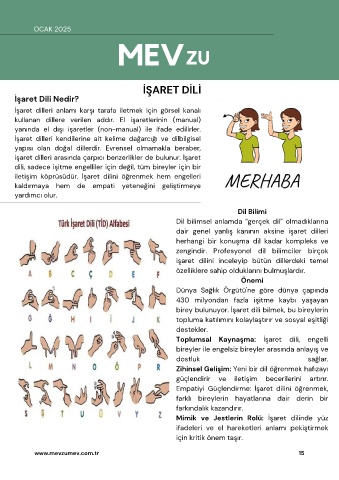 OCAK 2025
MEVZU
İŞARET DİLİ
İşaret Dili Nedir?
İşaret dilleri anlamı karşı tarafa iletmek için görsel kanalı
kullanan dillere verilen addır. El işaretlerinin (manual)
yanında el dışı işaretler (non-manual) ile ifade edilirler.
İşaret dilleri kendilerine ait kelime dağarcığı ve dilbilgisel
yapısı olan doğal dillerdir. Evrensel olmamakla beraber,
işaret dilleri arasında çarpıcı benzerlikler de bulunur. İşaret
dili, sadece işitme engelliler için değil, tüm bireyler için bir
iletişim köprüsüdür. İşaret dilini öğrenmek hem engelleri
kaldırmaya hem de empati yeteneğini geliştirmeye
yardımcı olur.
MERHABA
Türk İşaret Dili (TİD) Alfabesi
A B C Ç D E F
G Ğ H I İ J K
L M N O Ö P R
S Ş T U Ü V Y Z
Dil Bilimi
Dil bilimsel anlamda “gerçek dil” olmadıklarına
dair genel yanlış kanının aksine işaret dilleri
herhangi bir konuşma dil kadar kompleks ve
zengindir. Profesyonel dil bilimciler birçok
işaret dilini inceleyip bütün dillerdeki temel
özelliklere sahip olduklarını bulmuşlardır.
Önemi
Dünya Sağlık Örgütü'ne göre dünya çapında
430 milyondan fazla işitme kaybı yaşayan
birey bulunuyor. İşaret dili bilmek, bu bireylerin
topluma katılımını kolaylaştırır ve sosyal eşitliği
destekler.
Toplumsal Kaynaşma: İşaret dili, engelli
bireyler ile engelsiz bireyler arasında anlayış ve
dostluk sağlar.
Zihinsel Gelişim: Yeni bir dil öğrenmek hafızayı
güçlendirir ve iletişim becerilerini artırır.
Empatiyi Güçlendirme: İşaret dilini öğrenmek,
farklı bireylerin hayatlarına dair derin bir
farkındalık kazandırır.
Mimik ve Jestlerin Rolü: İşaret dilinde yüz
ifadeleri ve el hareketleri anlamı pekiştirmek
için kritik önem taşır.
www.mevzumev.com.tr
15